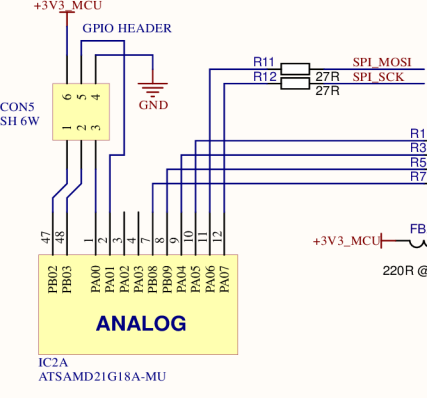 +3V3_MCU
GPIO HEADER
R11 SPI_MOSI
R12 27R SPI_SCK
27R
6 5 4
GND
CON5
SH 6W
1 2 3
R1
R3
R5
R7
47 48 1 2 3 4 7 8 9 10 11 12
FB
+3V3_MCU
220R @
PB02 PB03 PA00 PA01 PA02 PA03 PB08 PB09 PA04 PA05 PA06 PA07
ANALOG
IC2A
ATSAMD21G18A-MU